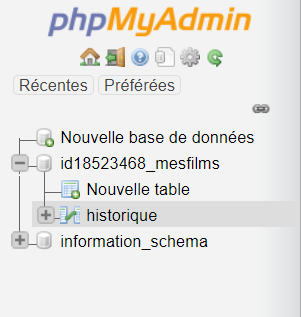 phpMyAdmin
Récentes Préférées
Nouvelle base de données
id18523468_mesfilms
Nouvelle table
historique
information_schema